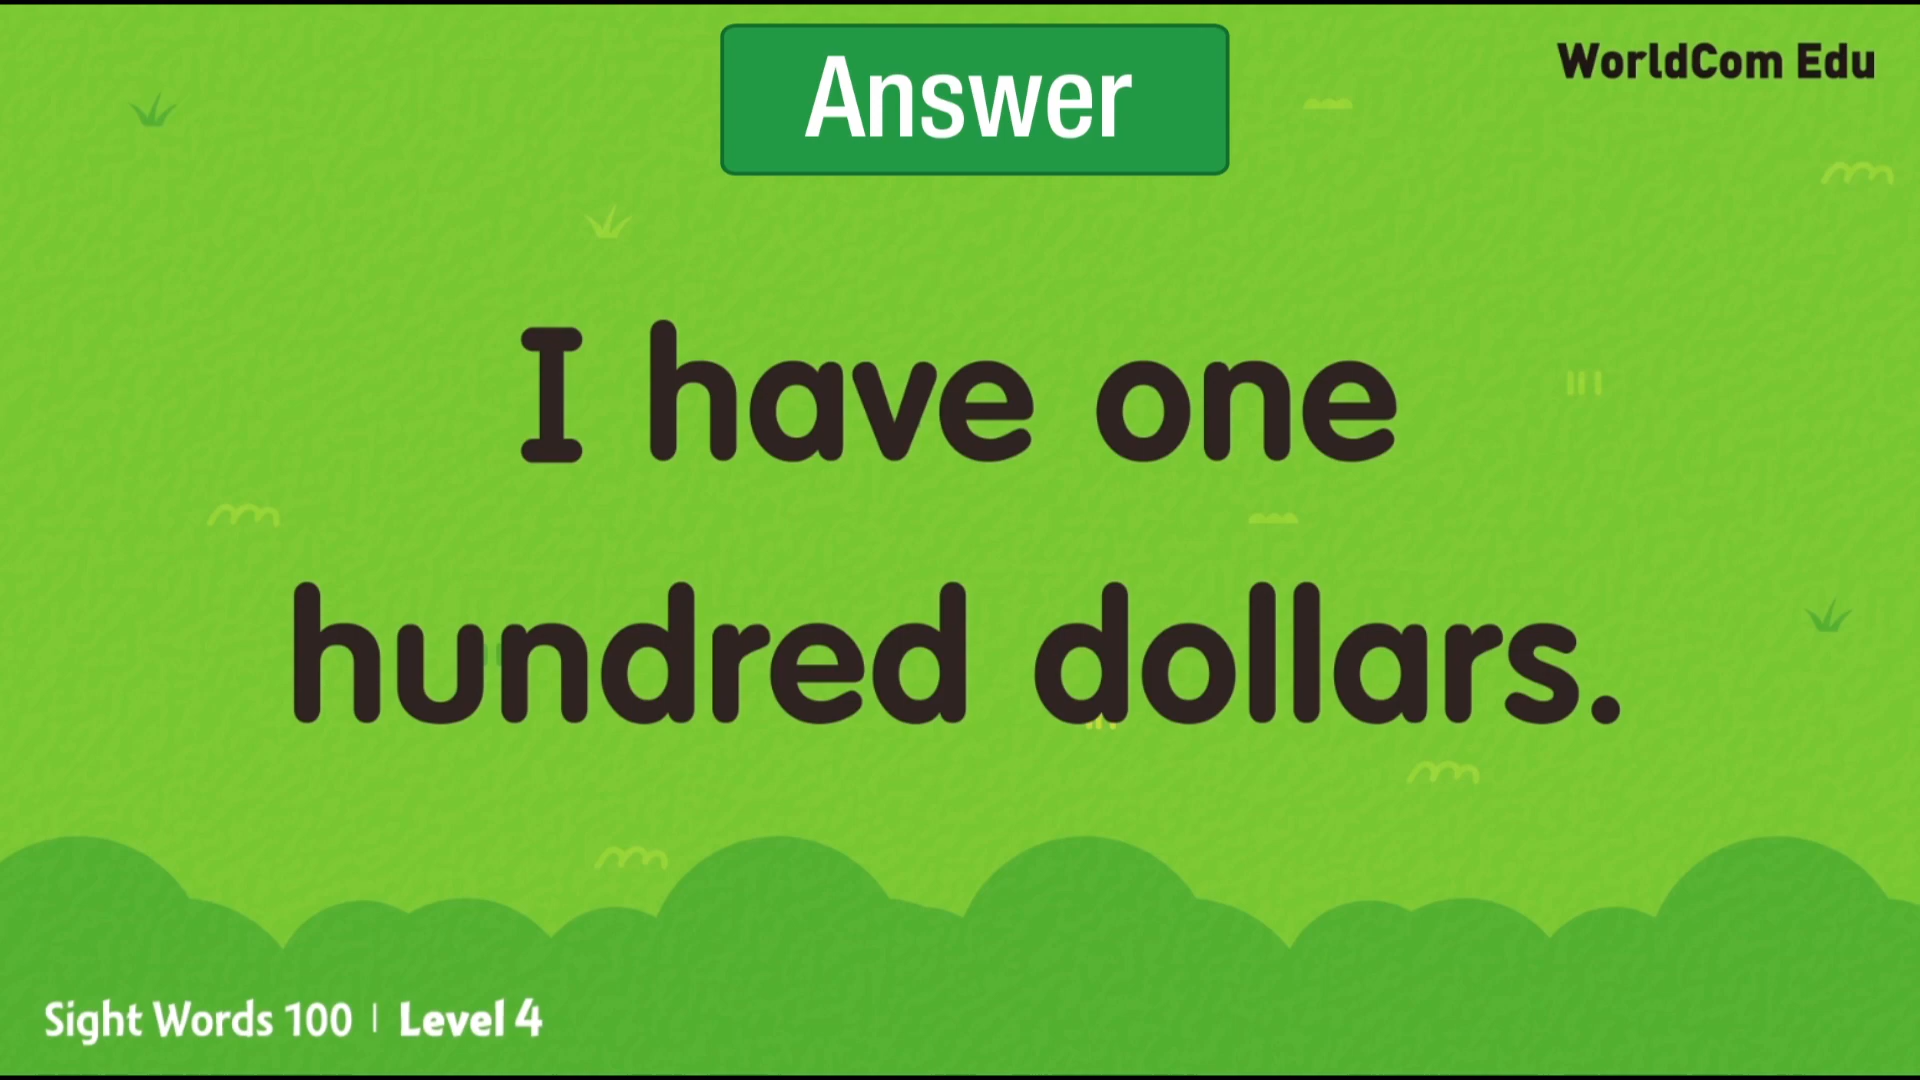 Answer
WorldCom Edu
I have one
hundred dollars.
Sight Words 100 | Level 4